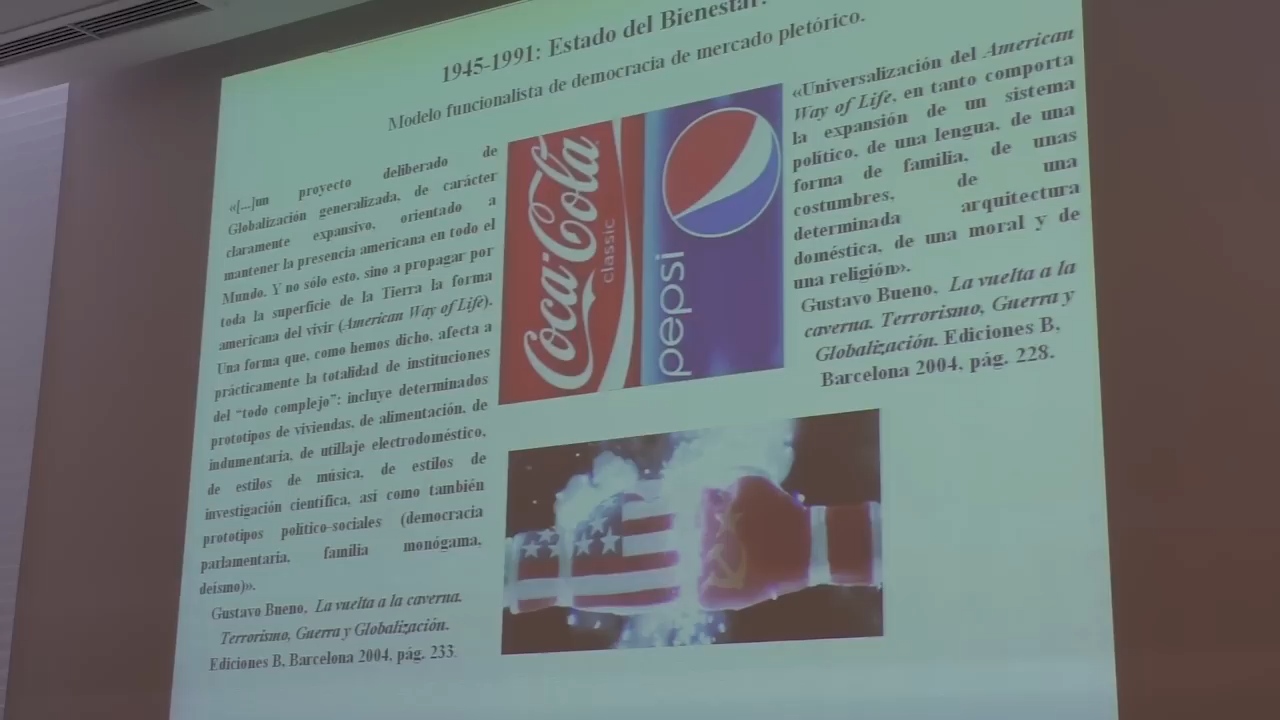 1945-1991: Estado del Bienestar.
Modelo funcionalista de democracia de mercado pletórico.
«[...]un proyecto deliberado de
Globalización generalizada, de carácter
claramente expansivo, orientado a
mantener la presencia americana en todo el
Mundo. Y no sólo esto, sino a propagar por
toda la superficie de la Tierra la forma
americana del vivir (American Way of Life).
Una forma que, como hemos dicho, afecta a
prácticamente la totalidad de instituciones
del “todo complejo”: incluye determinados
prototipos de viviendas, de alimentación, de
indumentaria, de utillaje electrodoméstico,
de estilos de música, de estilos de
investigación científica, así como también
prototipos político-sociales (democracia
parlamentaria, familia monógama,
deísmo)».
Gustavo Bueno, La vuelta a la caverna.
Terrorismo, Guerra y Globalización.
Ediciones B, Barcelona 2004, pág. 233.
Coca-Cola
classic
pepsi
«Universalización del American
Way of Life, en tanto comporta
la expansión de un sistema
político, de una lengua, de una
forma de familia, de unas
costumbres, de una
determinada arquitectura
doméstica, de una moral y de
una religión».
Gustavo Bueno, La vuelta a la
caverna. Terrorismo, Guerra y
Globalización. Ediciones B,
Barcelona 2004, pág. 228.